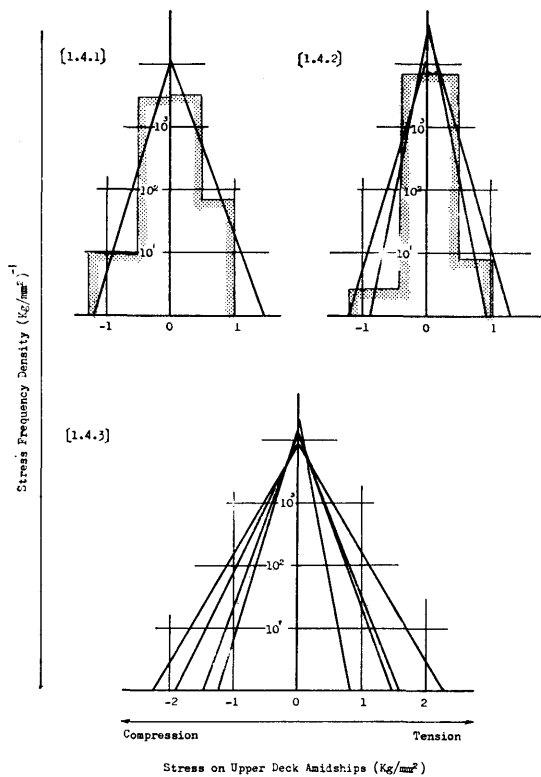 [1.4.1]
[1.4.2]
10³
10²
10¹
-1 0 1
10³
10²
10¹
-1 0 1
Stress Frequency Density (Kg/mm²)⁻¹
[1.4.3]
10³
10²
10¹
-2 -1 0 1 2
Compression Tension
Stress on Upper Deck Amidships (Kg/mm²)